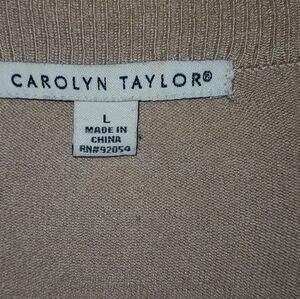 CAROLYN TAYLOR®
L
MADE IN
CHINA
RN#92054